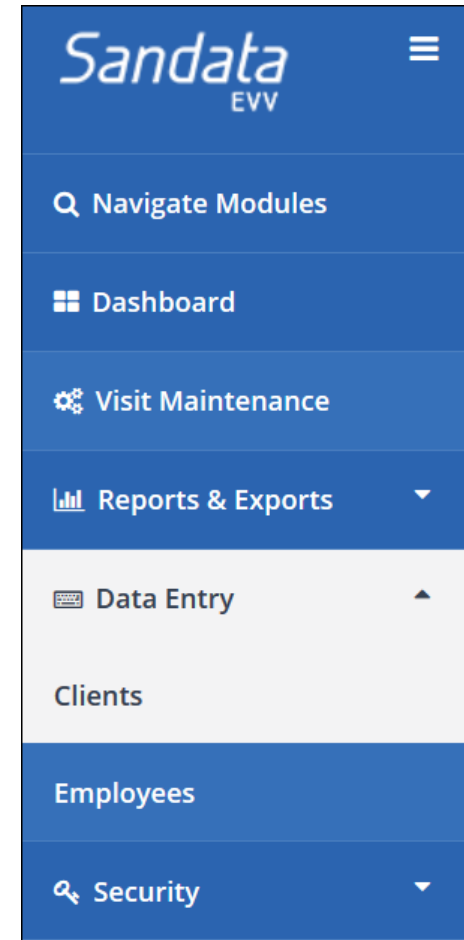 Sandata
EVV
Navigate Modules
Dashboard
Visit Maintenance
Reports & Exports
Data Entry
Clients
Employees
Security